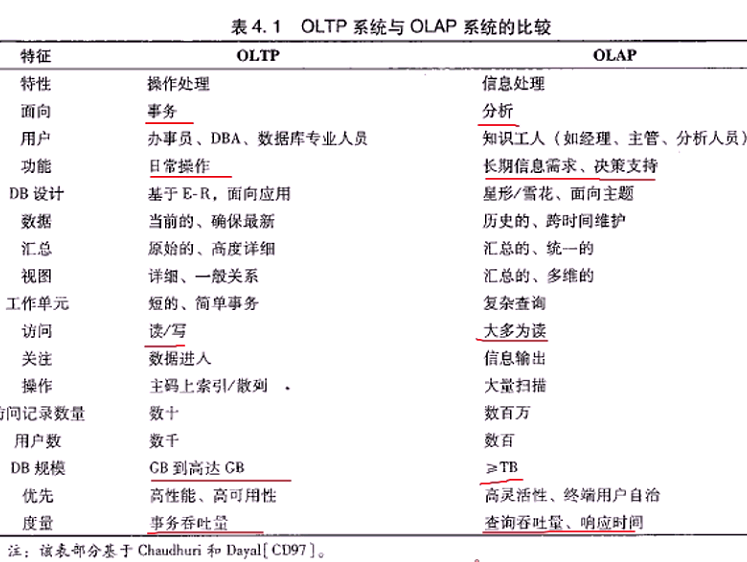 表4.1 OLTP 系统与 OLAP 系统的比较
特征 OLTP OLAP
特性 操作处理 信息处理
面向 事务 分析
用户 办事员、DBA、数据库专业人员 知识工人（如经理、主管、分析人员）
功能 日常操作 长期信息需求、决策支持
DB 设计 基于 E-R，面向应用 星形/雪花、面向主题
数据 当前的、确保最新 历史的、跨时间维护
汇总 原始的、高度详细 汇总的、统一的
视图 详细、一般关系 汇总的、多维的
工作单元 短的、简单事务 复杂查询
访问 读/写 大多为读
关注 数据进入 信息输出
操作 主码上索引/散列 大量扫描
访问记录数量 数十 数百万
用户数 数千 数百
DB 规模 GB 到高达 GB ≥TB
优先 高性能、高可用性 高灵活性、终端用户自治
度量 事务吞吐量 查询吞吐量、响应时间
注：该表部分基于 Chaudhuri 和 Dayal[CD97]。